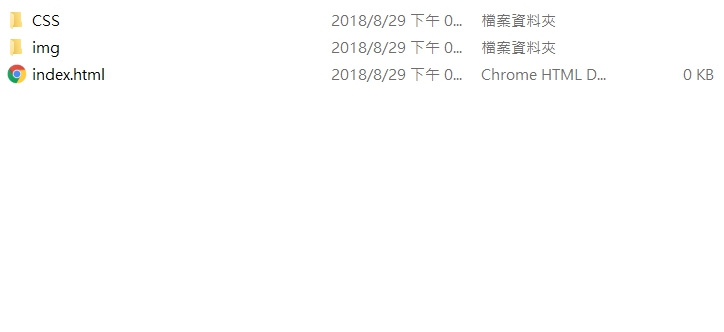 CSS 2018/8/29 下午 0... 檔案資料夾
img 2018/8/29 下午 0... 檔案資料夾
index.html 2018/8/29 下午 0... Chrome HTML D... 0 KB